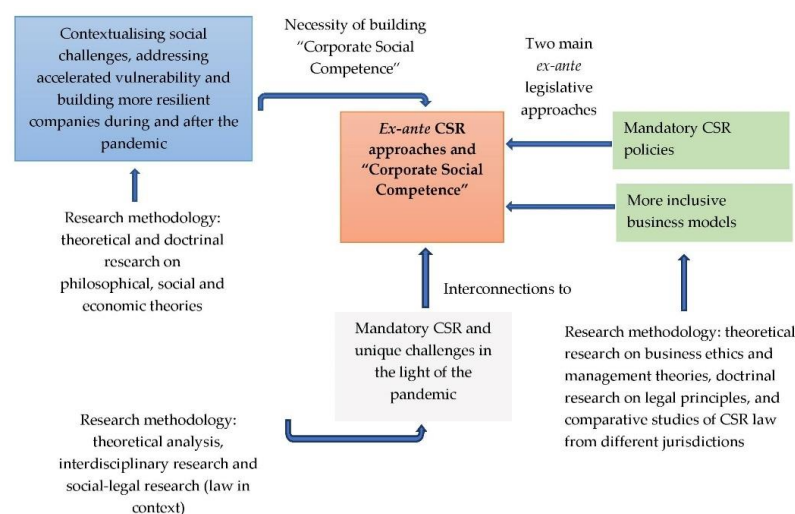 Contextualising social
challenges, addressing
accelerated vulnerability and
building more resilient
companies during and after the
pandemic
Necessity of building
"Corporate Social
Competence"
Two main
ex-ante
legislative
approaches
Ex-ante CSR
approaches and
"Corporate Social
Competence"
Mandatory CSR
policies
More inclusive
business models
Research methodology:
theoretical and doctrinal
research on
philosophical, social and
economic theories
Interconnections to
Mandatory CSR and
unique challenges in
the light of the
pandemic
Research methodology: theoretical
research on business ethics and
management theories, doctrinal
research on legal principles, and
comparative studies of CSR law
from different jurisdictions
Research methodology:
theoretical analysis,
interdisciplinary research and
social-legal research (law in
context)